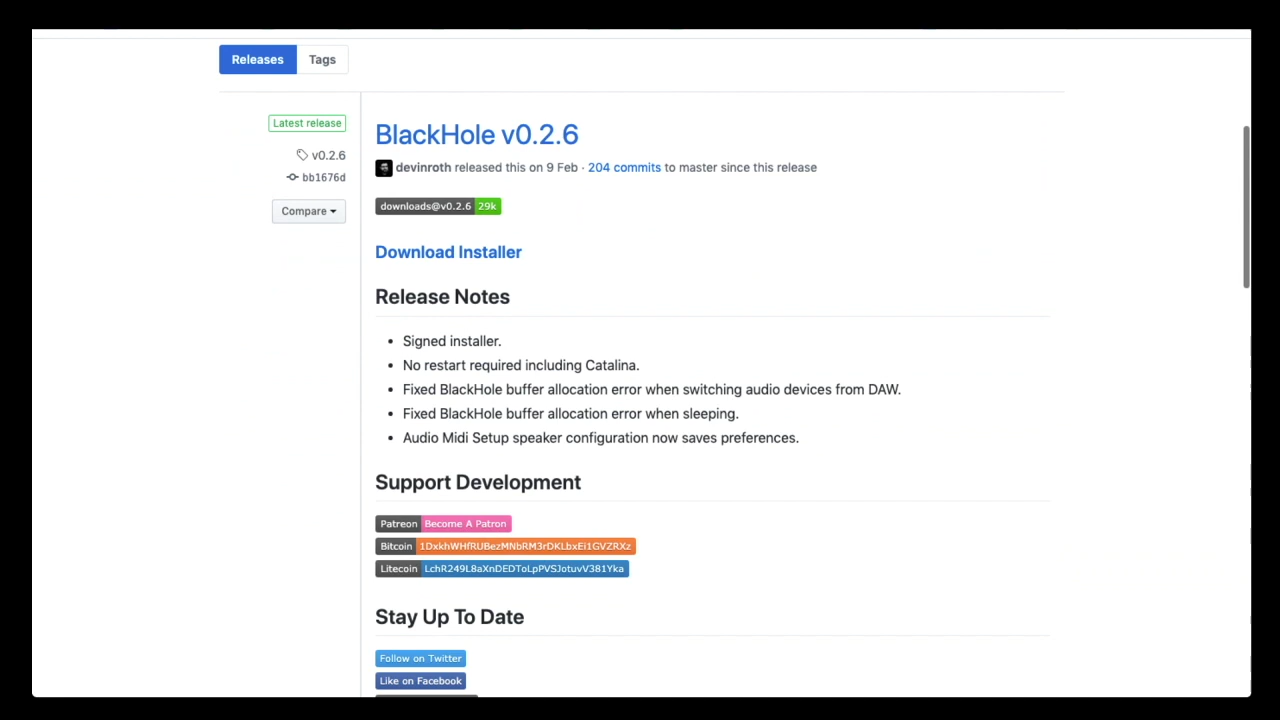 Releases Tags
Latest release
v0.2.6
bb1676d
Compare
BlackHole v0.2.6
devinroth released this on 9 Feb · 204 commits to master since this release
downloads@v0.2.6 29k
Download Installer
Release Notes
• Signed installer.
• No restart required including Catalina.
• Fixed BlackHole buffer allocation error when switching audio devices from DAW.
• Fixed BlackHole buffer allocation error when sleeping.
• Audio Midi Setup speaker configuration now saves preferences.
Support Development
Patreon Become A Patron
Bitcoin 1DxkhWHfRUBezMNbRM3rDKLbxEi1GVZRXz
Litecoin LchR249L8aXnDEDToLpPVSJotuvV381Yka
Stay Up To Date
Follow on Twitter
Like on Facebook